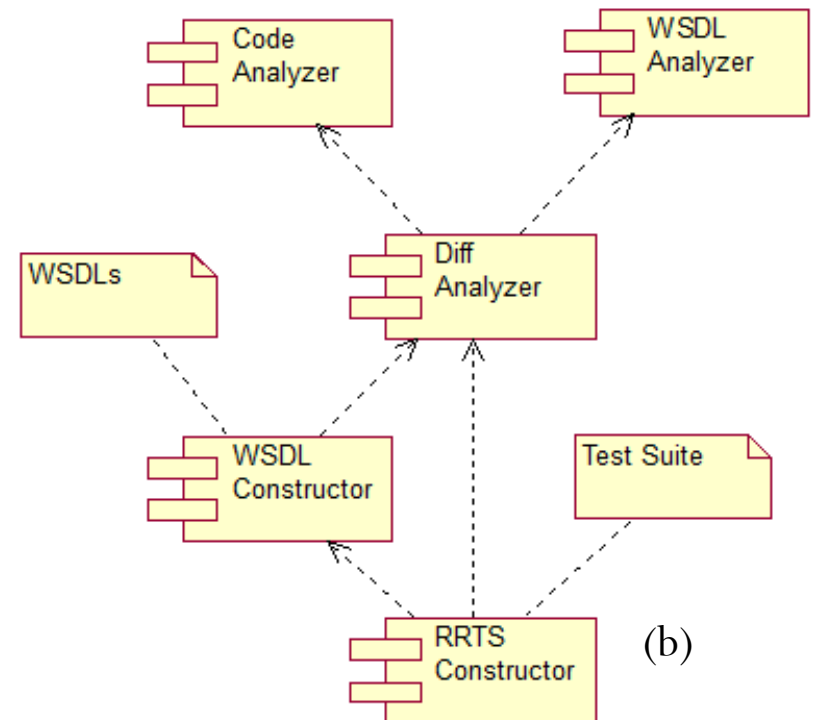 Code
Analyzer
WSDL
Analyzer
WSDLs
Diff
Analyzer
WSDL
Constructor
Test Suite
RRTS
Constructor
(b)